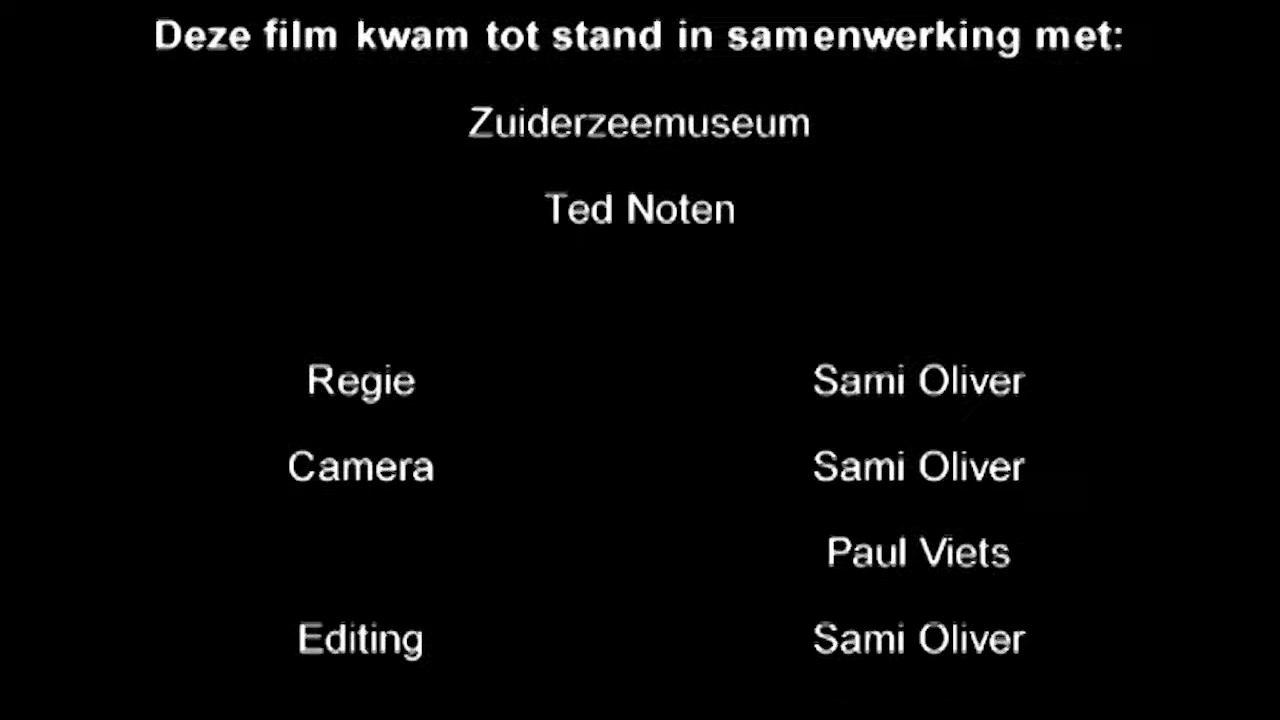 Deze film kwam tot stand in samenwerking met:
Zuiderzeemuseum
Ted Noten
Regie Sami Oliver
Camera Sami Oliver
Paul Viets
Editing Sami Oliver